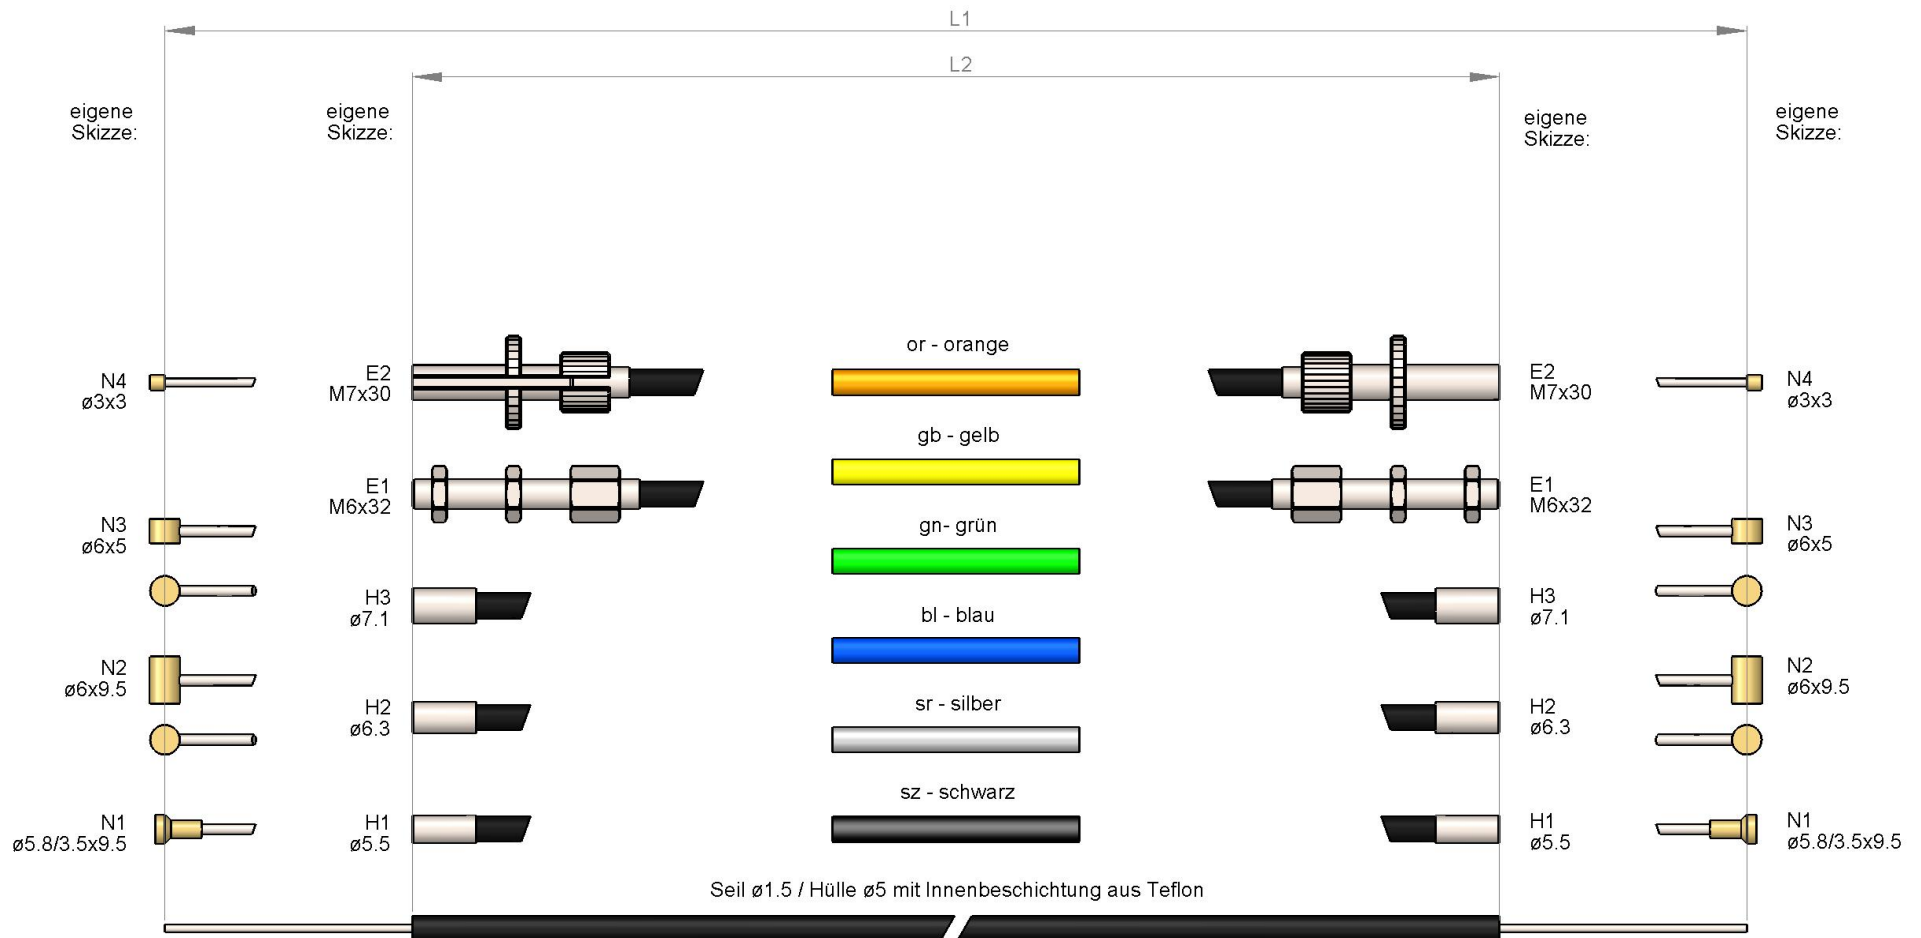 L1
L2
eigene
Skizze:
eigene
Skizze:
eigene
Skizze:
eigene
Skizze:
or - orange
N4
ø3x3
E2
M7x30
E2
M7x30
N4
ø3x3
gb - gelb
E1
M6x32
E1
M6x32
N3
ø6x5
gn- grün
N3
ø6x5
H3
ø7.1
bl - blau
H3
ø7.1
N2
ø6x9.5
N2
ø6x9.5
H2
ø6.3
sr - silber
H2
ø6.3
sz - schwarz
N1
ø5.8/3.5x9.5
H1
ø5.5
H1
ø5.5
N1
ø5.8/3.5x9.5
Seil ø1.5 / Hülle ø5 mit Innenbeschichtung aus Teflon